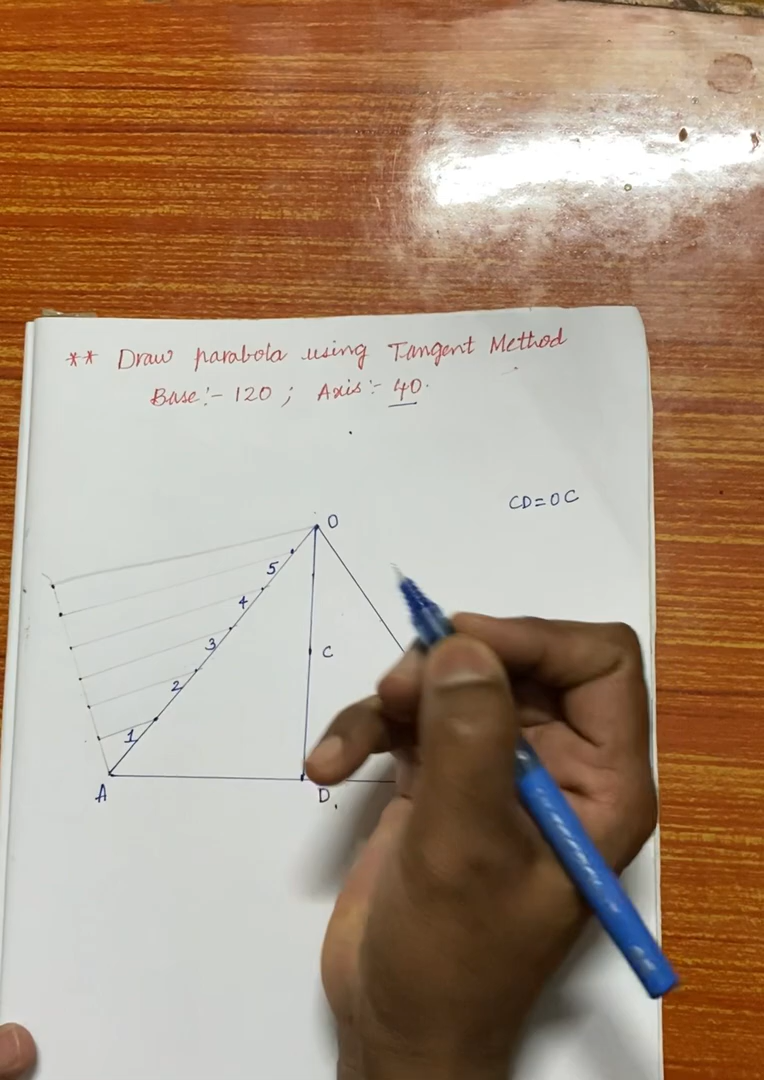 ** Draw parabola using Tangent Method
Base:- 120 ; Axis:- 40.
CD=OC
O
5
4
3
C
2
1
A
D